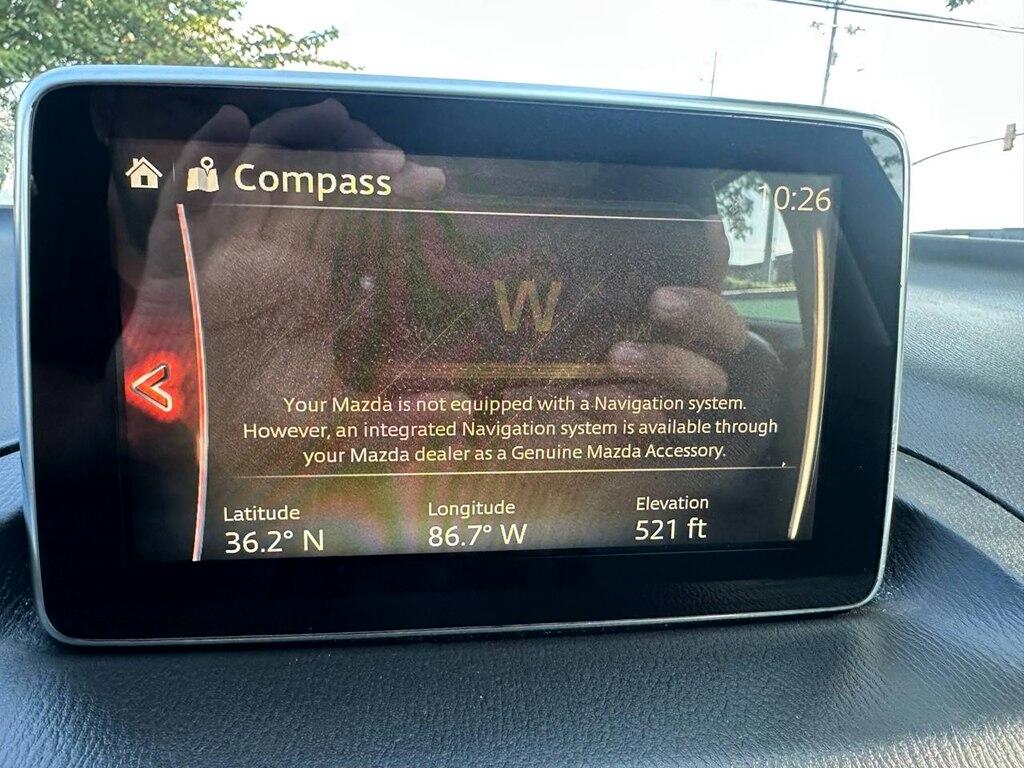 Compass
10:26
W
Your Mazda is not equipped with a Navigation system.
However, an integrated Navigation system is available through
your Mazda dealer as a Genuine Mazda Accessory.
Latitude Longitude Elevation
36.2° N 86.7° W 521 ft